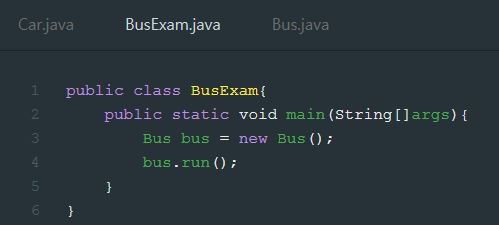 Car.java BusExam.java Bus.java
1 public class BusExam{
2 public static void main(String[]args){
3 Bus bus = new Bus();
4 bus.run();
5 }
6 }